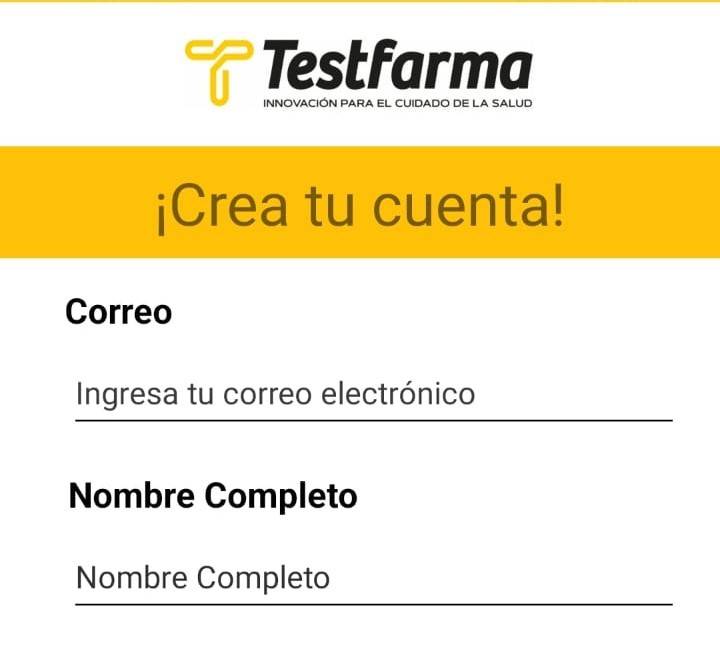 Testfarma
INNOVACIÓN PARA EL CUIDADO DE LA SALUD
¡Crea tu cuenta!
Correo
Ingresa tu correo electrónico
Nombre Completo
Nombre Completo